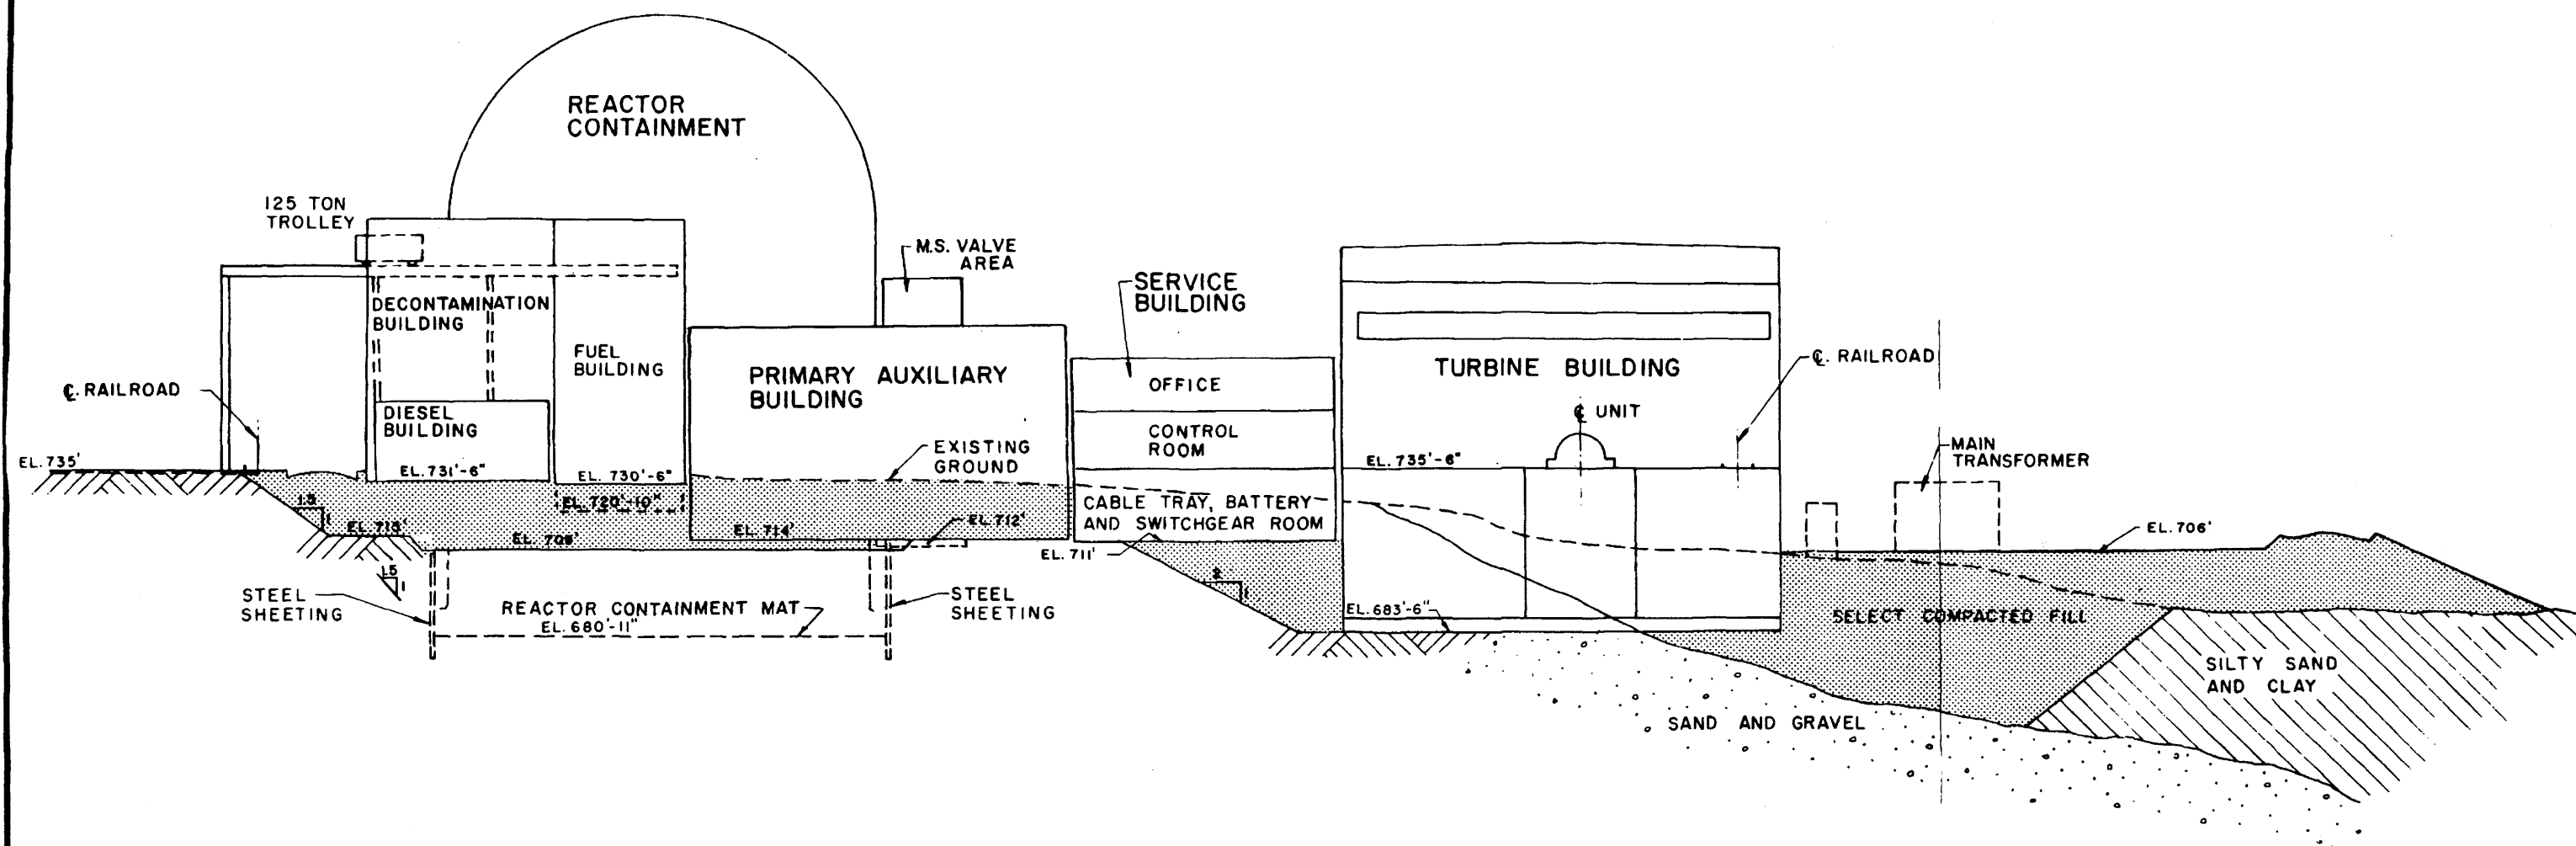 REACTOR
CONTAINMENT
125 TON
TROLLEY
M.S. VALVE
AREA
SERVICE
BUILDING
DECONTAMINATION
BUILDING
FUEL
BUILDING
PRIMARY AUXILIARY
BUILDING
OFFICE
CONTROL
ROOM
TURBINE BUILDING
℄ RAILROAD
℄ UNIT
℄. RAILROAD
DIESEL
BUILDING
EXISTING
GROUND
MAIN
TRANSFORMER
EL. 735'
EL. 731'-6"
EL. 730'-6"
EL. 735'-6"
EL. 720'-10"
CABLE TRAY, BATTERY
AND SWITCHGEAR ROOM
1.5
1
EL. 709'
EL. 714'
EL. 712'
EL. 711'
EL. 706'
1.5
1
2
1
STEEL
SHEETING
REACTOR CONTAINMENT MAT
EL. 680'-11"
STEEL
SHEETING
EL. 683'-6"
SELECT COMPACTED FILL
SILTY SAND
AND CLAY
SAND AND GRAVEL